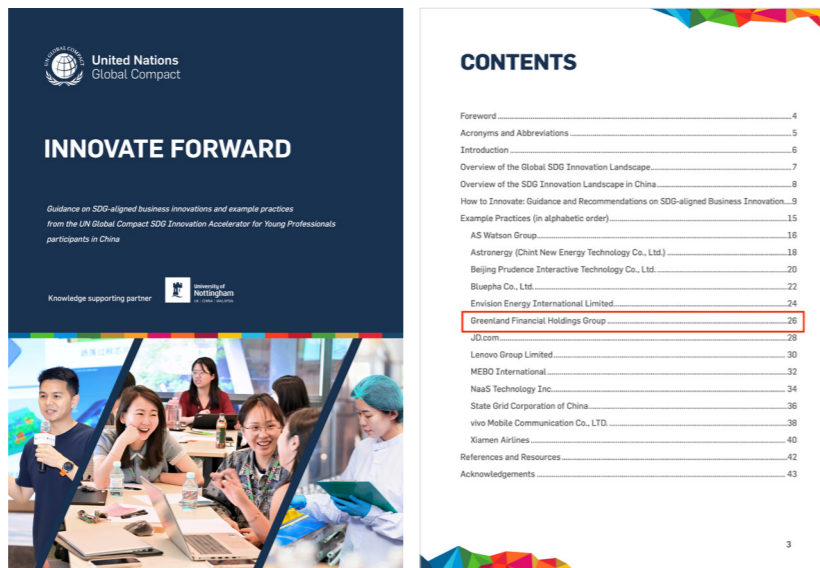 UN GLOBAL COMPACT
United Nations
Global Compact
INNOVATE FORWARD
Guidance on SDG-aligned business innovations and example practices
from the UN Global Compact SDG Innovation Accelerator for Young Professionals
participants in China
Knowledge supporting partner
University of
Nottingham
UK | CHINA | MALAYSIA
CONTENTS
Foreword 4
Acronyms and Abbreviations 5
Introduction 6
Overview of the Global SDG Innovation Landscape 7
Overview of the SDG Innovation Landscape in China 8
How to Innovate: Guidance and Recommendations on SDG-aligned Business Innovation 9
Example Practices (in alphabetic order) 15
AS Watson Group 16
Astronergy (Chint New Energy Technology Co., Ltd.) 18
Beijing Prudence Interactive Technology Co., Ltd. 20
Bluepha Co., Ltd. 22
Envision Energy International Limited 24
Greenland Financial Holdings Group 26
JD.com 28
Lenovo Group Limited 30
MEBO International 32
NaaS Technology Inc. 34
State Grid Corporation of China 36
vivo Mobile Communication Co., LTD. 38
Xiamen Airlines 40
References and Resources 42
Acknowledgements 43
3